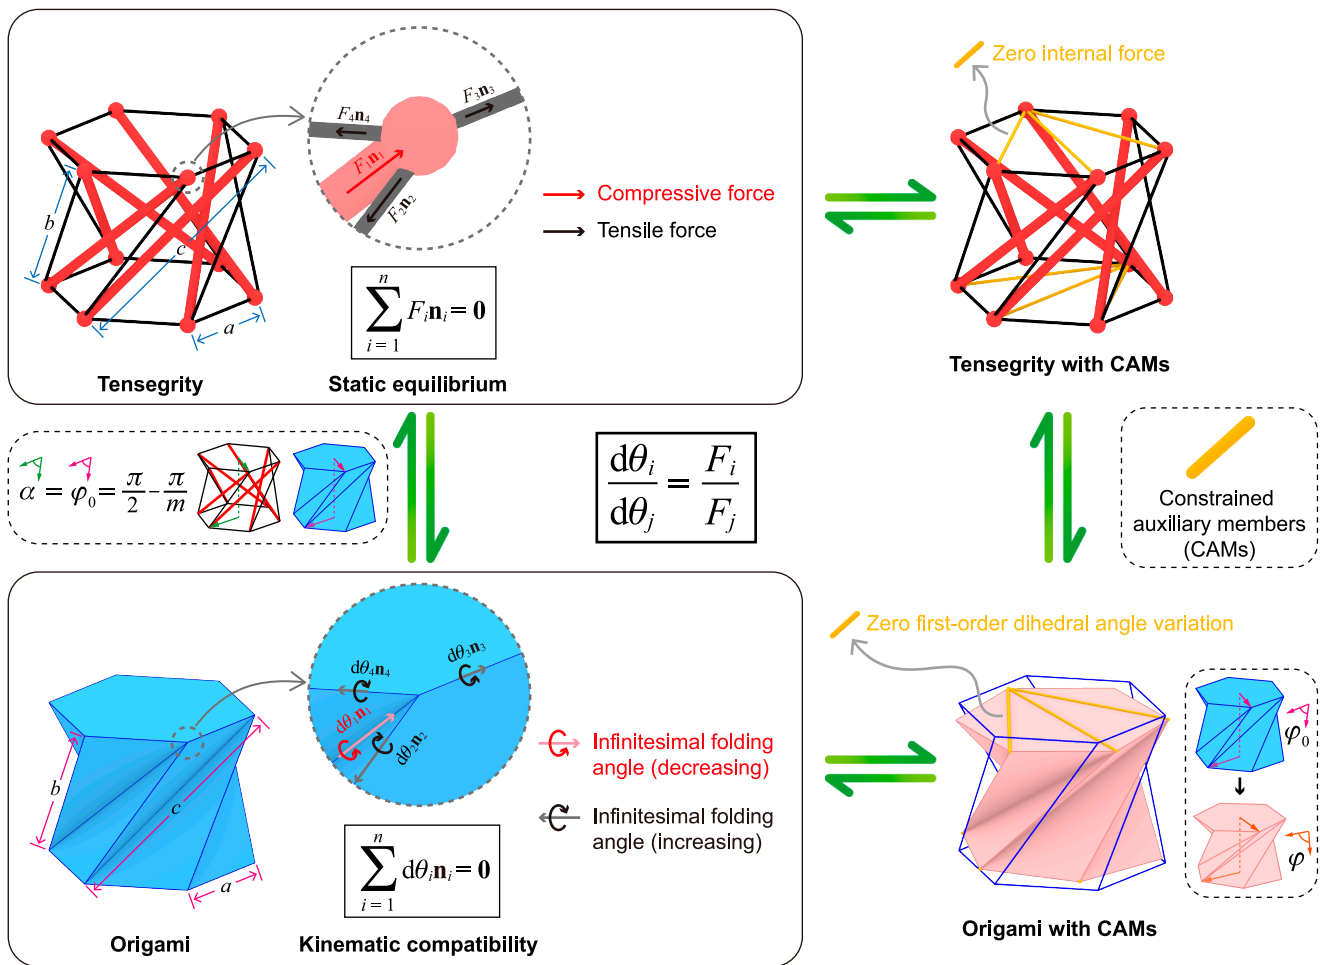 F₄n₄
F₃n₃
F₁n₁
F₂n₂
b
c
a
Compressive force
Tensile force
∑ᵢ₌₁ⁿ Fᵢnᵢ = 0
Tensegrity
Static equilibrium
Zero internal force
Tensegrity with CAMs
α = φ₀ = π/2 − π/m
dθᵢ/dθⱼ = Fᵢ/Fⱼ
Constrained
auxiliary members
(CAMs)
dθ₄n₄
dθ₃n₃
dθ₁n₁
dθ₂n₂
b
c
a
Infinitesimal folding
angle (decreasing)
Infinitesimal folding
angle (increasing)
∑ᵢ₌₁ⁿ dθᵢnᵢ = 0
Origami
Kinematic compatibility
Zero first-order dihedral angle variation
φ₀
φ
Origami with CAMs